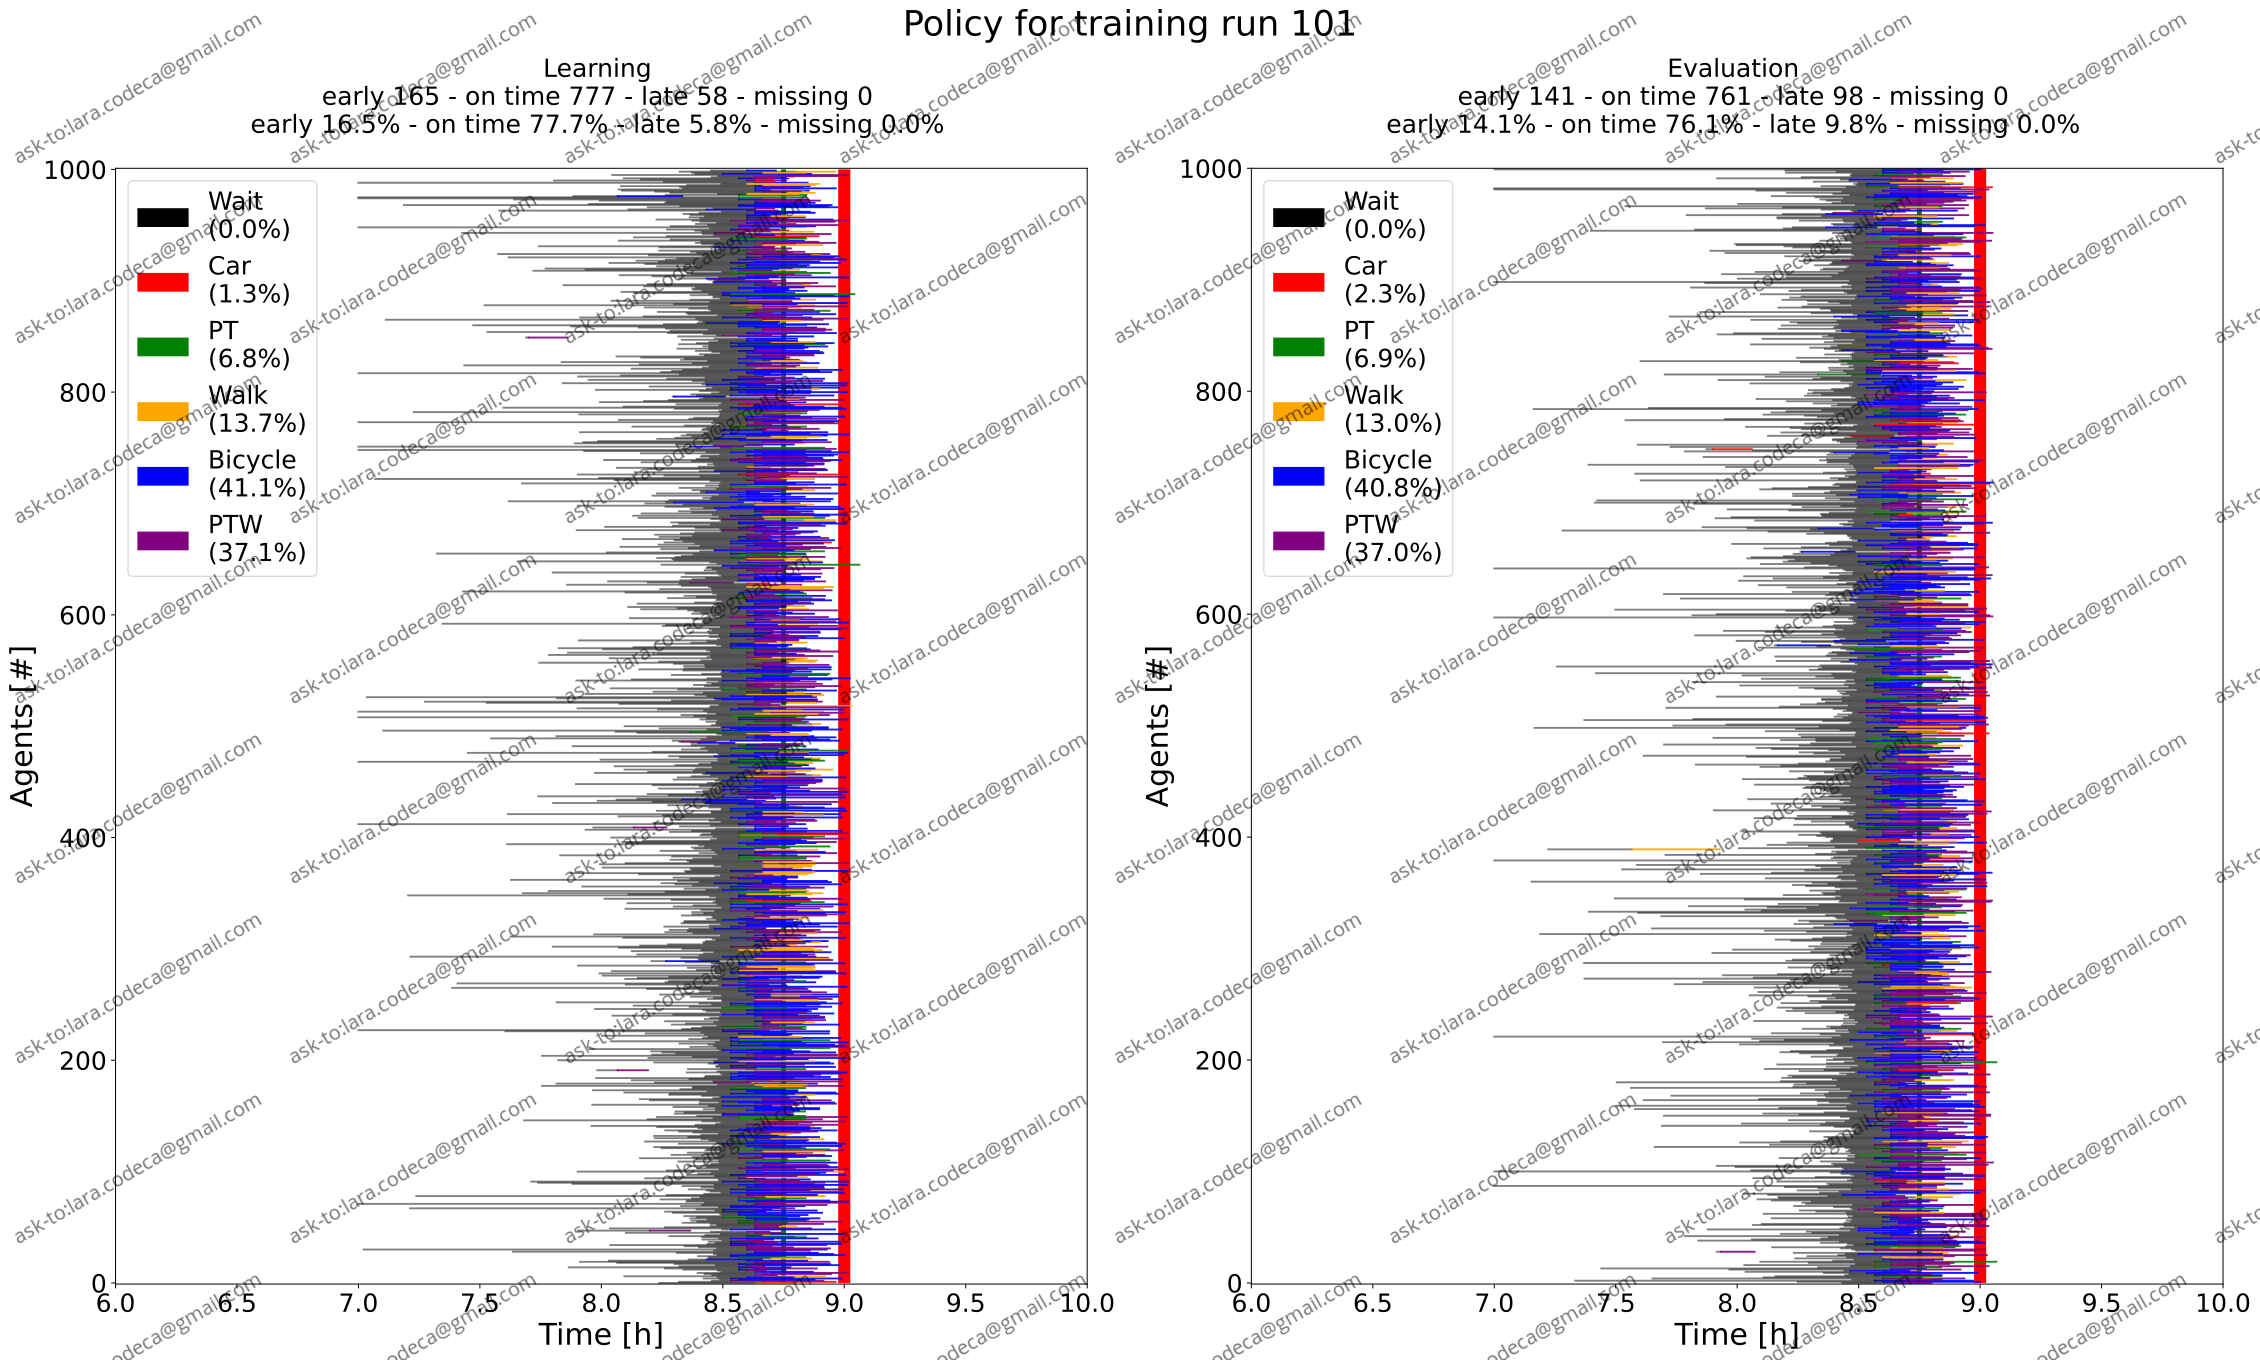 Policy for training run 101
Learning
early 165 - on time 777 - late 58 - missing 0
early 16.5% - on time 77.7% - late 5.8% - missing 0.0%
1000
800
600
400
200
0
Agents [#]
Wait
(0.0%)
Car
(1.3%)
PT
(6.8%)
Walk
(13.7%)
Bicycle
(41.1%)
PTW
(37.1%)
6.0 6.5 7.0 7.5 8.0 8.5 9.0 9.5 10.0
Time [h]
Evaluation
early 141 - on time 761 - late 98 - missing 0
early 14.1% - on time 76.1% - late 9.8% - missing 0.0%
1000
800
600
400
200
0
Agents [#]
Wait
(0.0%)
Car
(2.3%)
PT
(6.9%)
Walk
(13.0%)
Bicycle
(40.8%)
PTW
(37.0%)
6.0 6.5 7.0 7.5 8.0 8.5 9.0 9.5 10.0
Time [h]
ask-to:lara.codeca@gmail.com